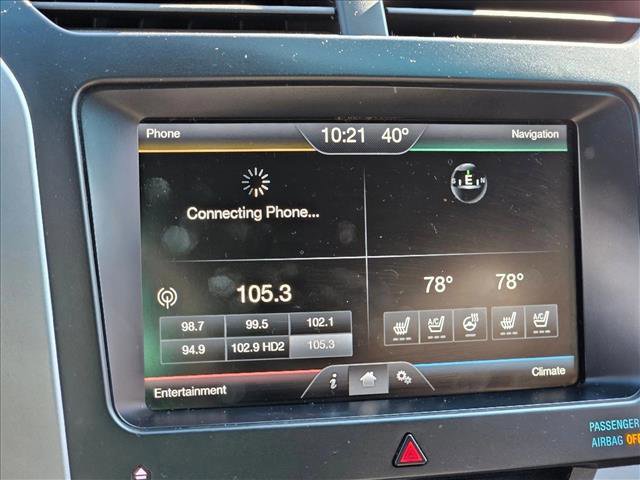 Phone
10:21 40°
Navigation
Connecting Phone...
S E N
105.3
98.7 99.5 102.1
94.9 102.9 HD2 105.3
78° 78°
A/C A/C
Entertainment
i
Climate
PASSENGER
AIRBAG OFF